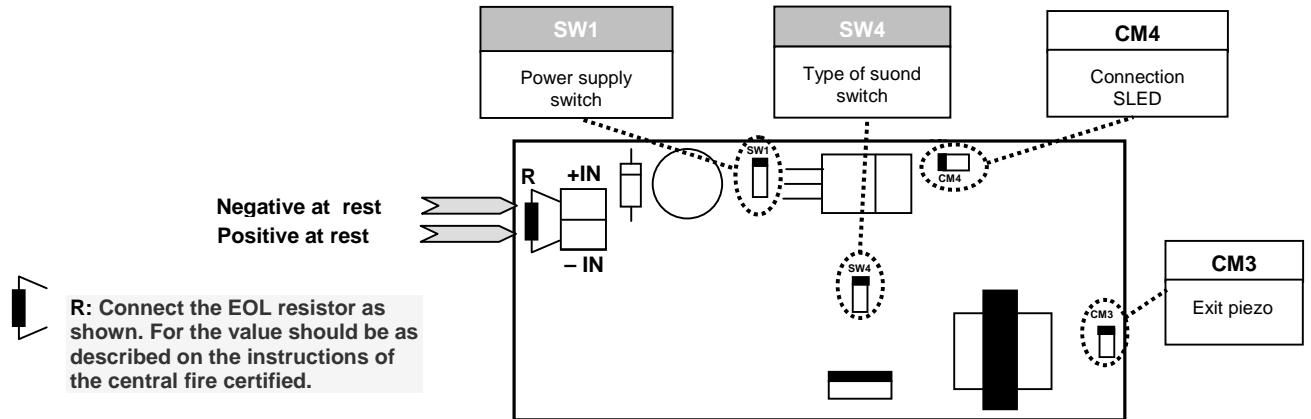 SW1
Power supply
switch
SW4
Type of suond
switch
CM4
Connection
SLED
SW1
CM4
R
+IN
– IN
Negative at rest
Positive at rest
SW4
CM3
Exit piezo
CM3
R: Connect the EOL resistor as
shown. For the value should be as
described on the instructions of
the central fire certified.